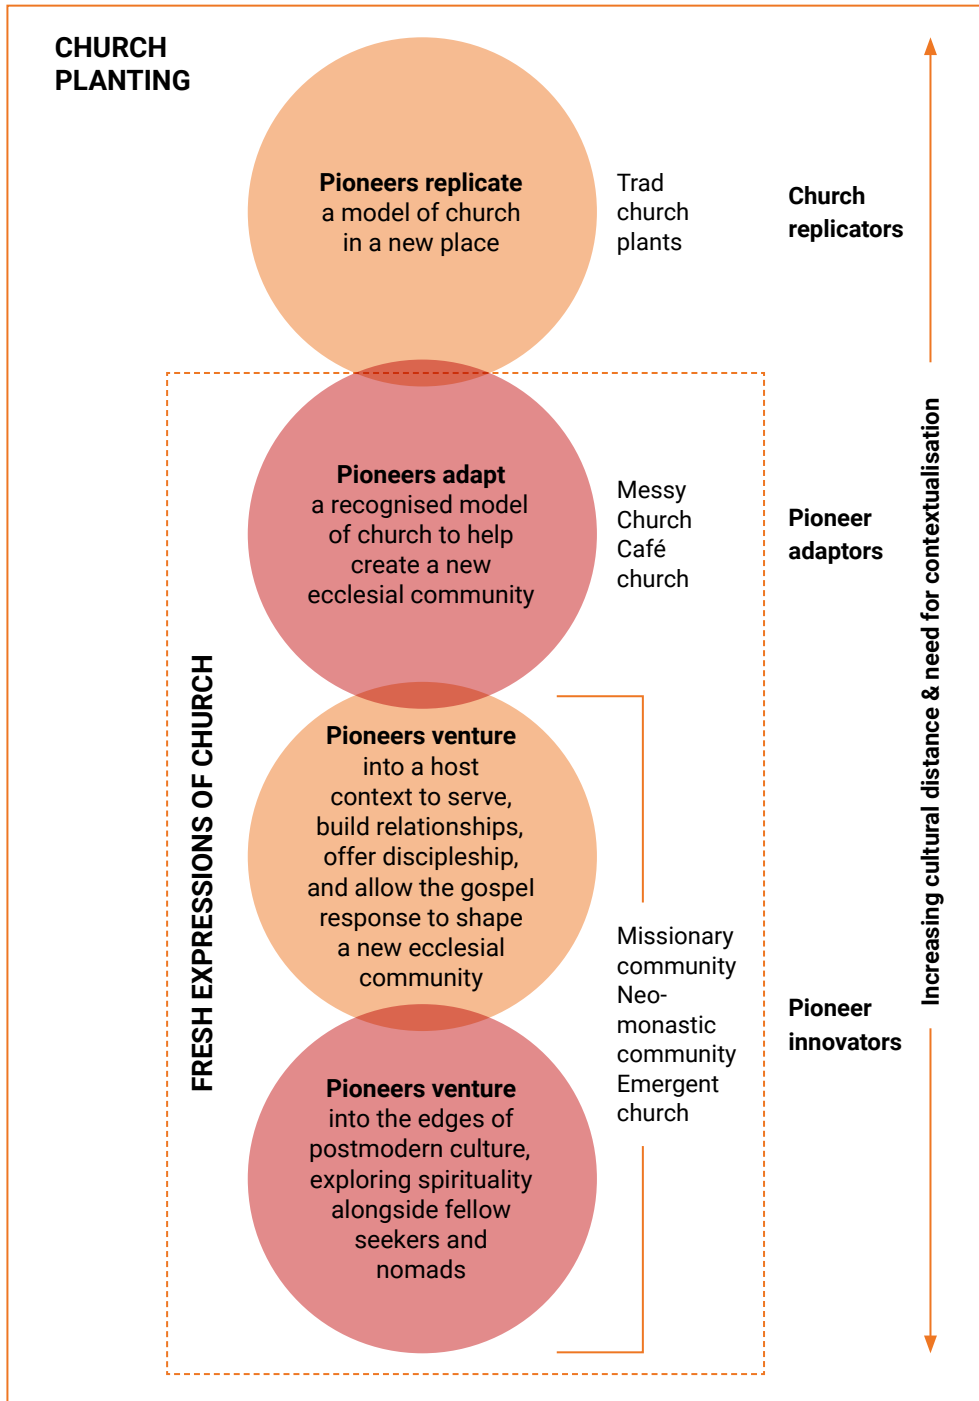 CHURCH
PLANTING
Pioneers replicate
a model of church
in a new place
Trad
church
plants
Church
replicators
Pioneers adapt
a recognised model
of church to help
create a new
ecclesial community
Messy
Church
Café
church
Pioneer
adaptors
Pioneers venture
into a host
context to serve,
build relationships,
offer discipleship,
and allow the gospel
response to shape
a new ecclesial
community
Pioneers venture
into the edges of
postmodern culture,
exploring spirituality
alongside fellow
seekers and
nomads
Missionary
community
Neo-
monastic
community
Emergent
church
Pioneer
innovators
FRESH EXPRESSIONS OF CHURCH
Increasing cultural distance & need for contextualisation